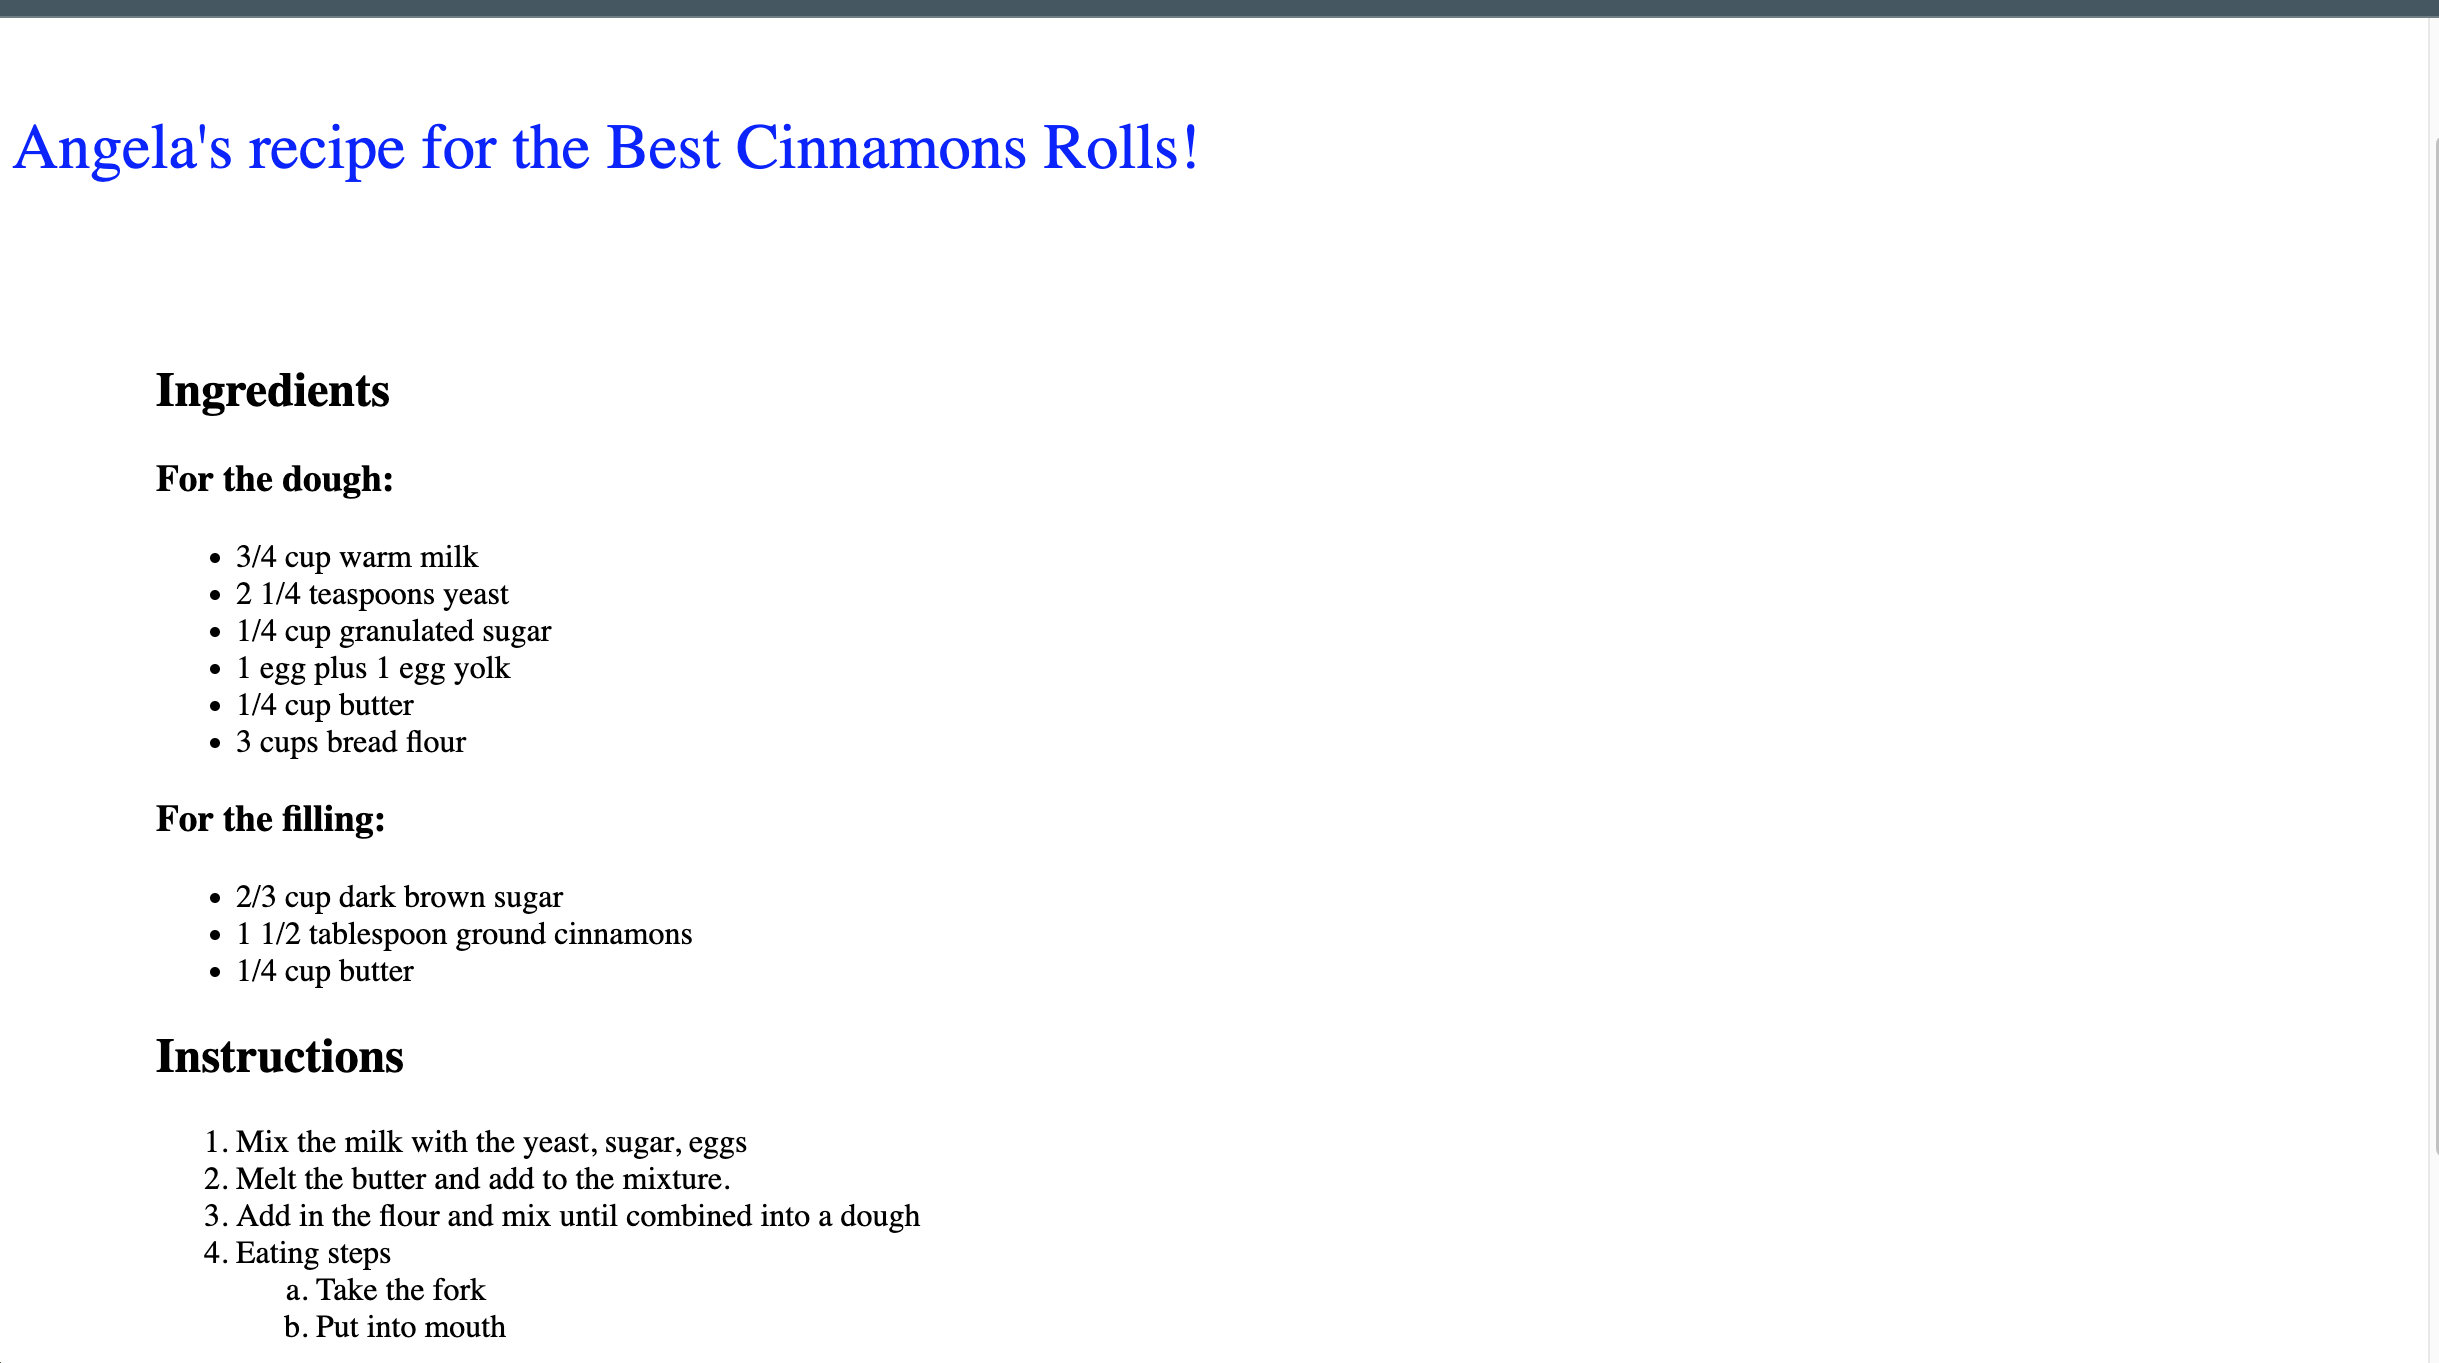 Angela's recipe for the Best Cinnamons Rolls!
Ingredients
For the dough:
• 3/4 cup warm milk
• 2 1/4 teaspoons yeast
• 1/4 cup granulated sugar
• 1 egg plus 1 egg yolk
• 1/4 cup butter
• 3 cups bread flour
For the filling:
• 2/3 cup dark brown sugar
• 1 1/2 tablespoon ground cinnamons
• 1/4 cup butter
Instructions
1. Mix the milk with the yeast, sugar, eggs
2. Melt the butter and add to the mixture.
3. Add in the flour and mix until combined into a dough
4. Eating steps
a. Take the fork
b. Put into mouth